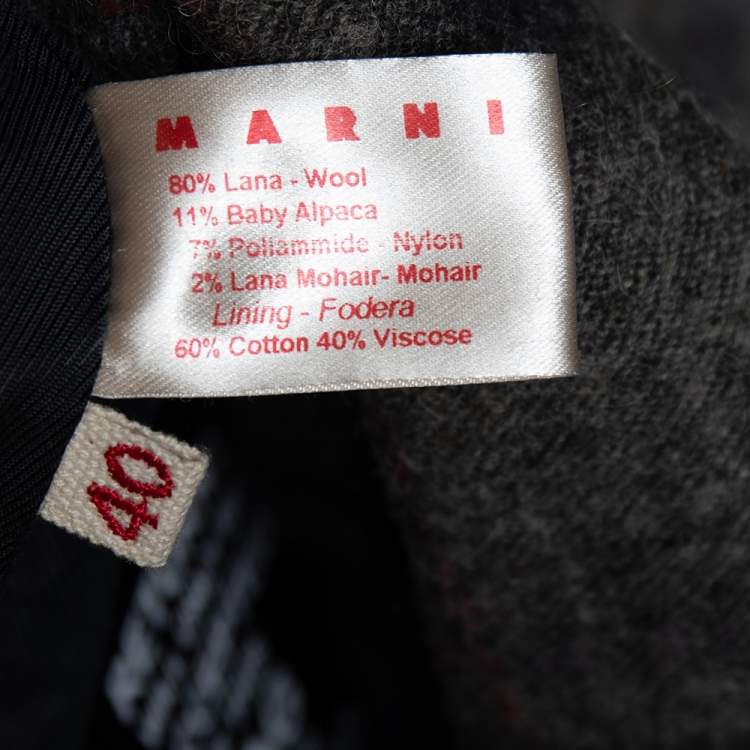 MARNI
80% Lana - Wool
11% Baby Alpaca
7% Poliammide - Nylon
2% Lana Mohair- Mohair
Lining - Fodera
60% Cotton 40% Viscose
40